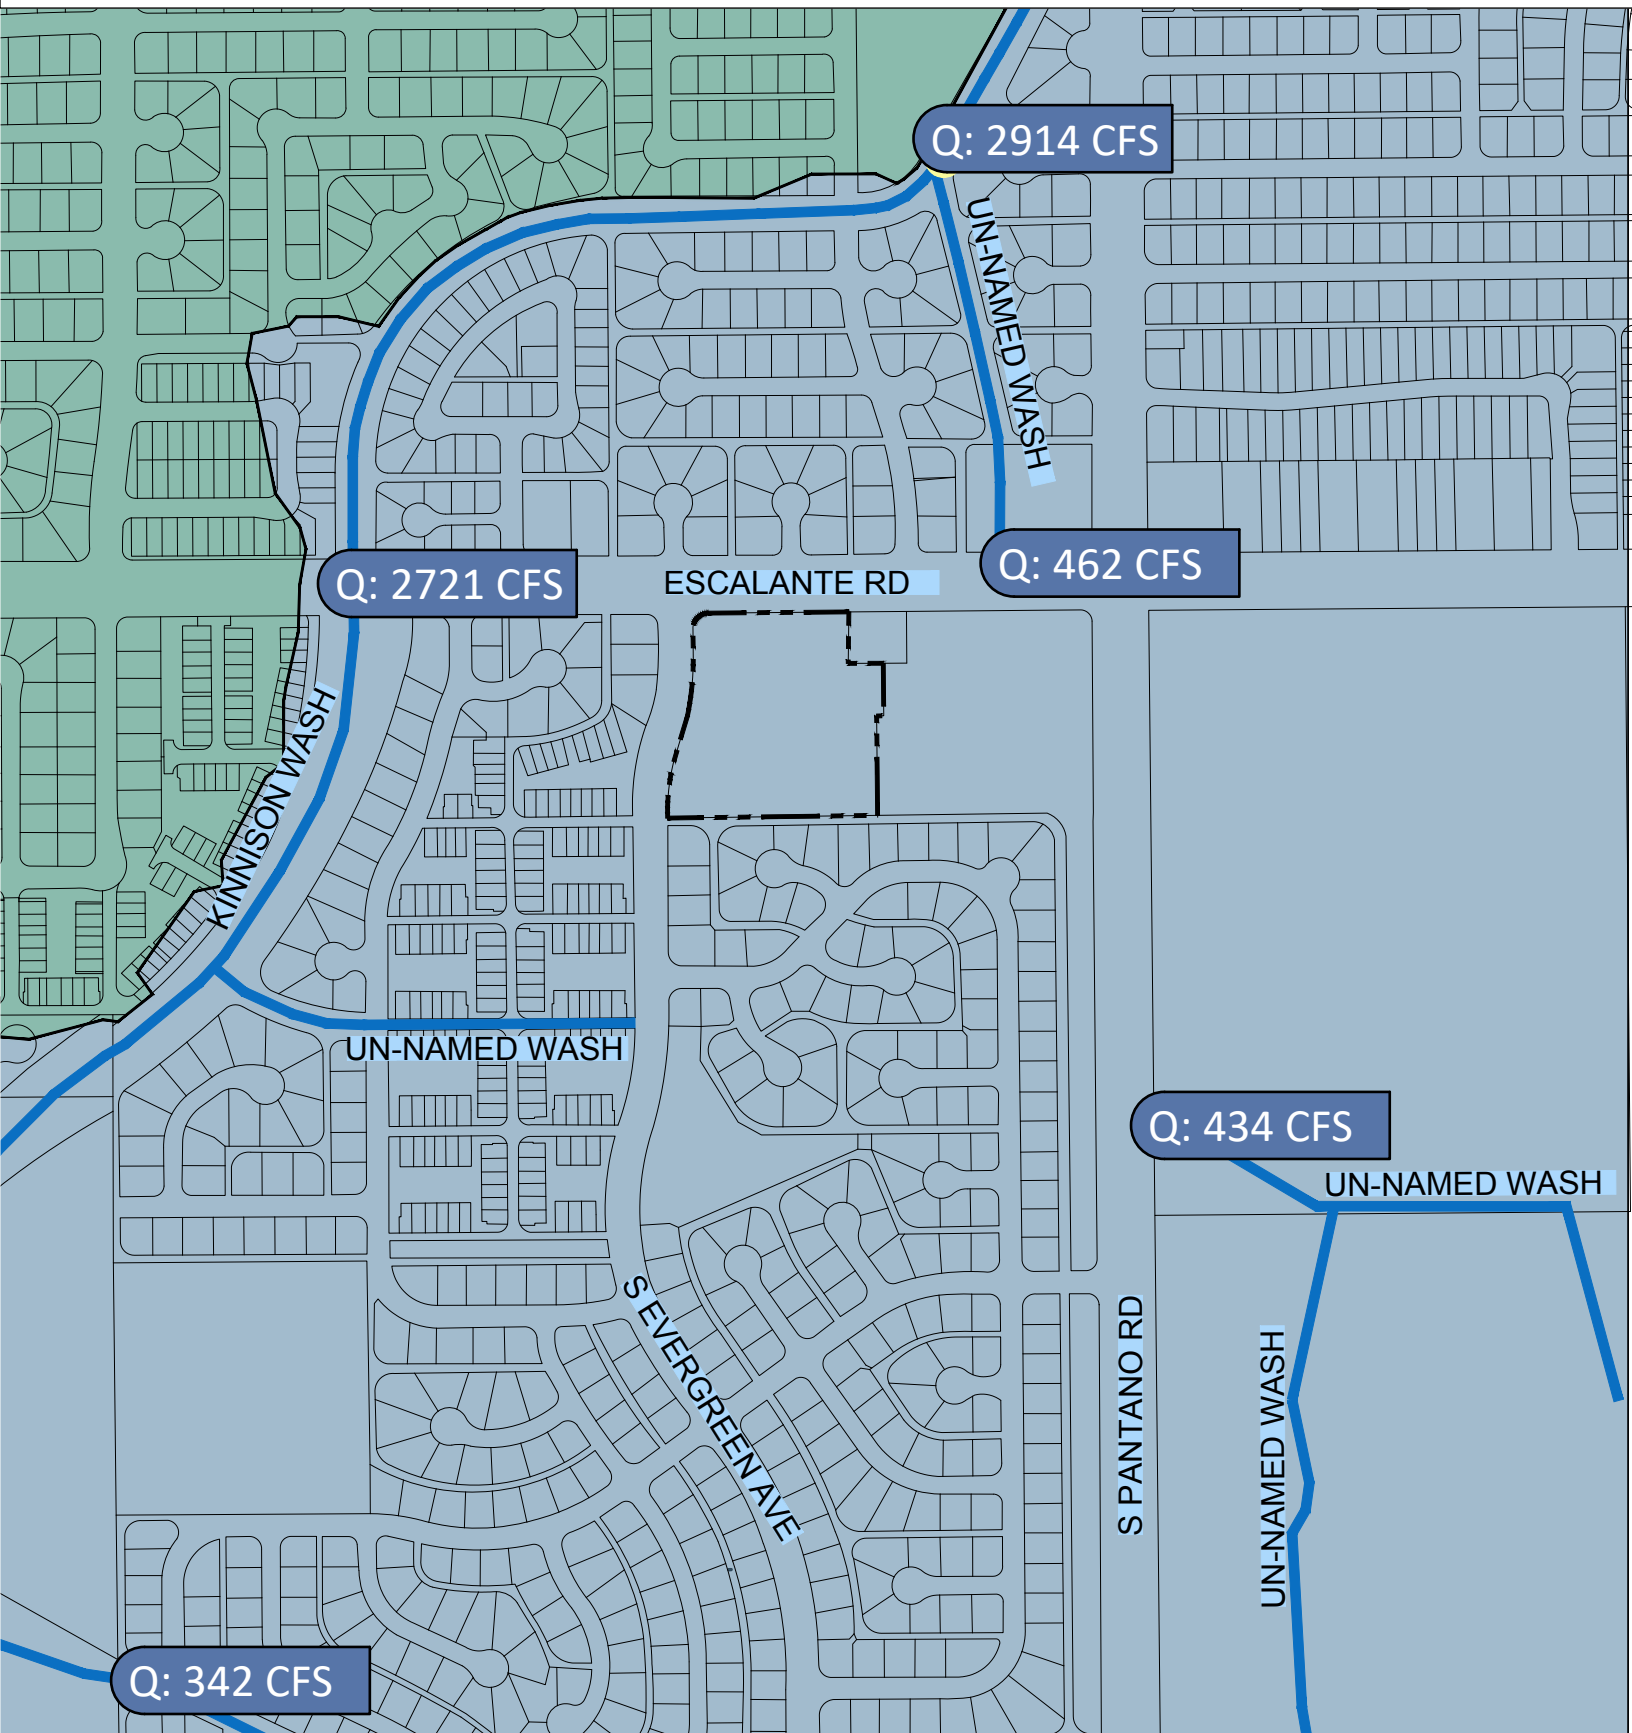 Q: 2914 CFS
UN-NAMED WASH
Q: 462 CFS
Q: 2721 CFS
ESCALANTE RD
KINNISON WASH
UN-NAMED WASH
Q: 434 CFS
UN-NAMED WASH
S EVERGREEN AVE
S PANTANO RD
UN-NAMED WASH
Q: 342 CFS